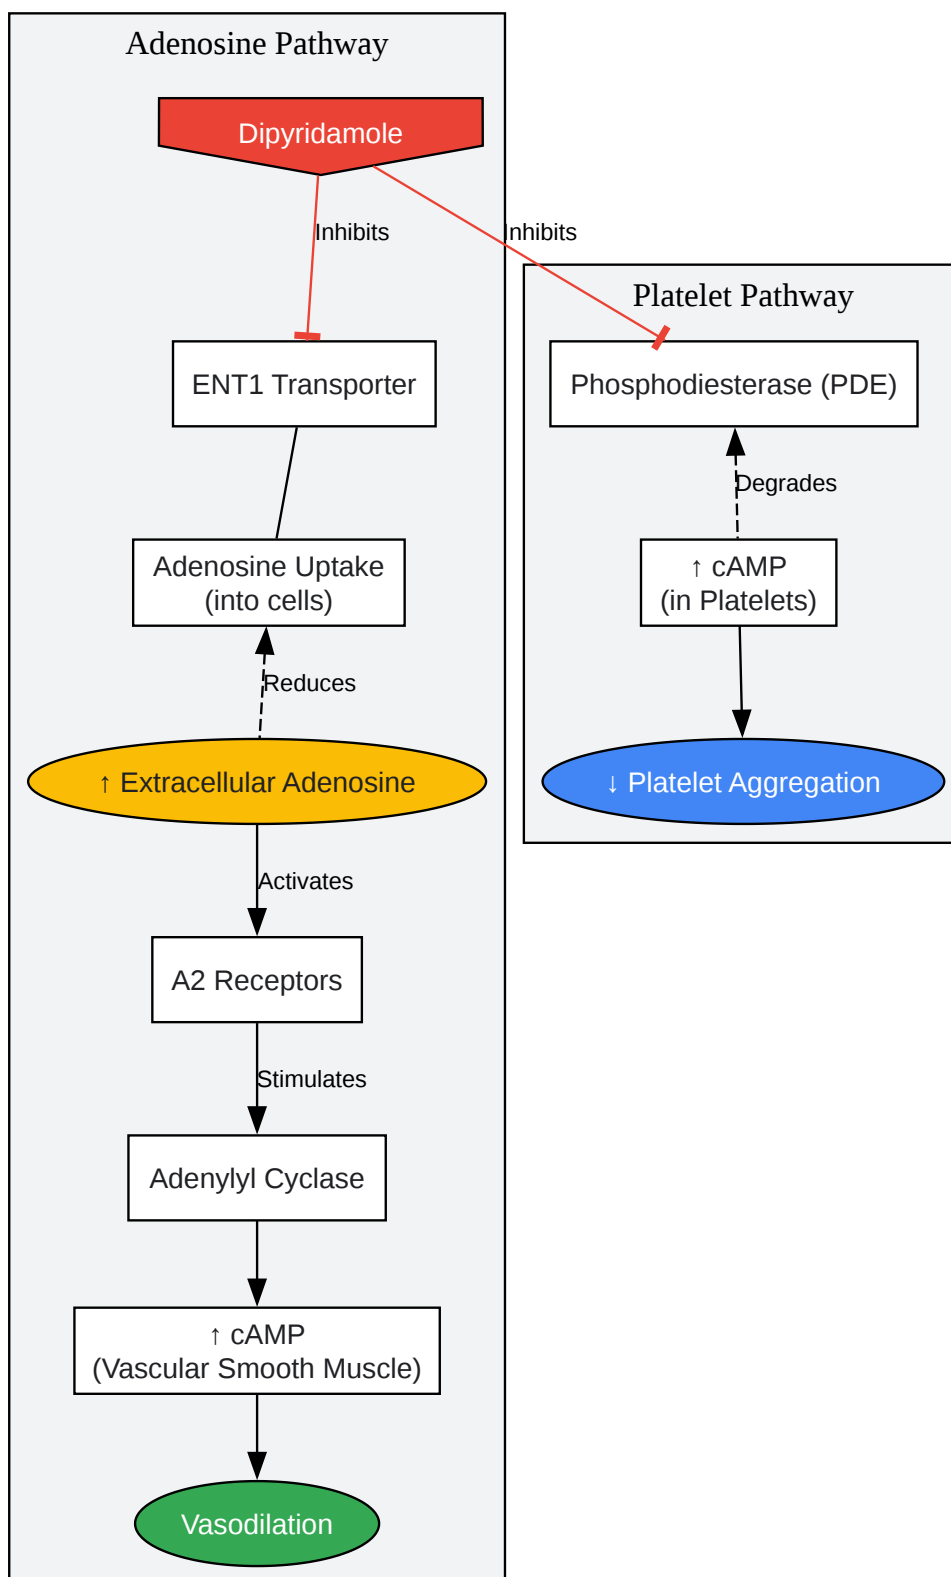 Adenosine Pathway
Dipyridamole
Inhibits
Inhibits
Platelet Pathway
ENT1 Transporter
Phosphodiesterase (PDE)
Degrades
Adenosine Uptake
(into cells)
↑ cAMP
(in Platelets)
Reduces
↑ Extracellular Adenosine
↓ Platelet Aggregation
Activates
A2 Receptors
Stimulates
Adenylyl Cyclase
↑ cAMP
(Vascular Smooth Muscle)
Vasodilation